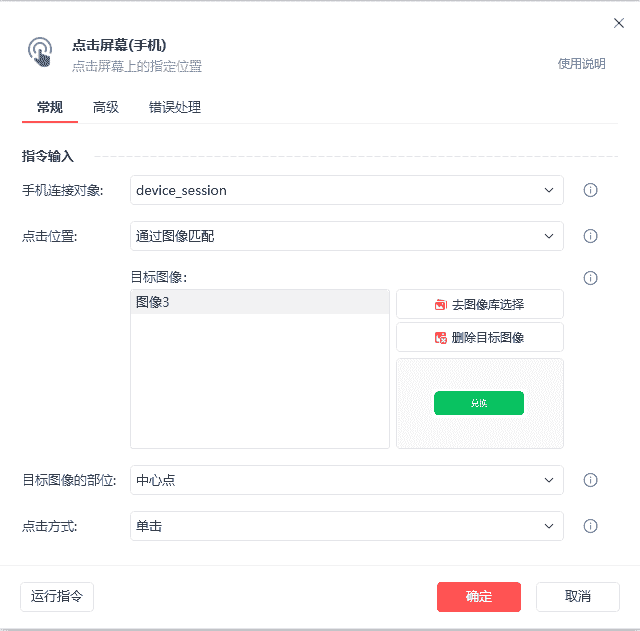 点击屏幕(手机)
点击屏幕上的指定位置
使用说明
常规 高级 错误处理
指令输入
手机连接对象: device_session
点击位置: 通过图像匹配
目标图像:
图像3
去图像库选择
删除目标图像
兑换
目标图像的部位: 中心点
点击方式: 单击
运行指令 确定 取消